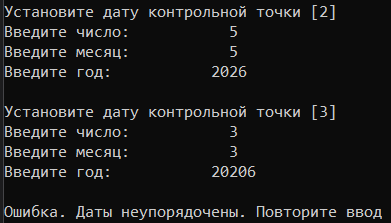 Установите дату контрольной точки [2]
Введите число: 5
Введите месяц: 5
Введите год: 2026
Установите дату контрольной точки [3]
Введите число: 3
Введите месяц: 3
Введите год: 20206
Ошибка. Даты неупорядочены. Повторите ввод